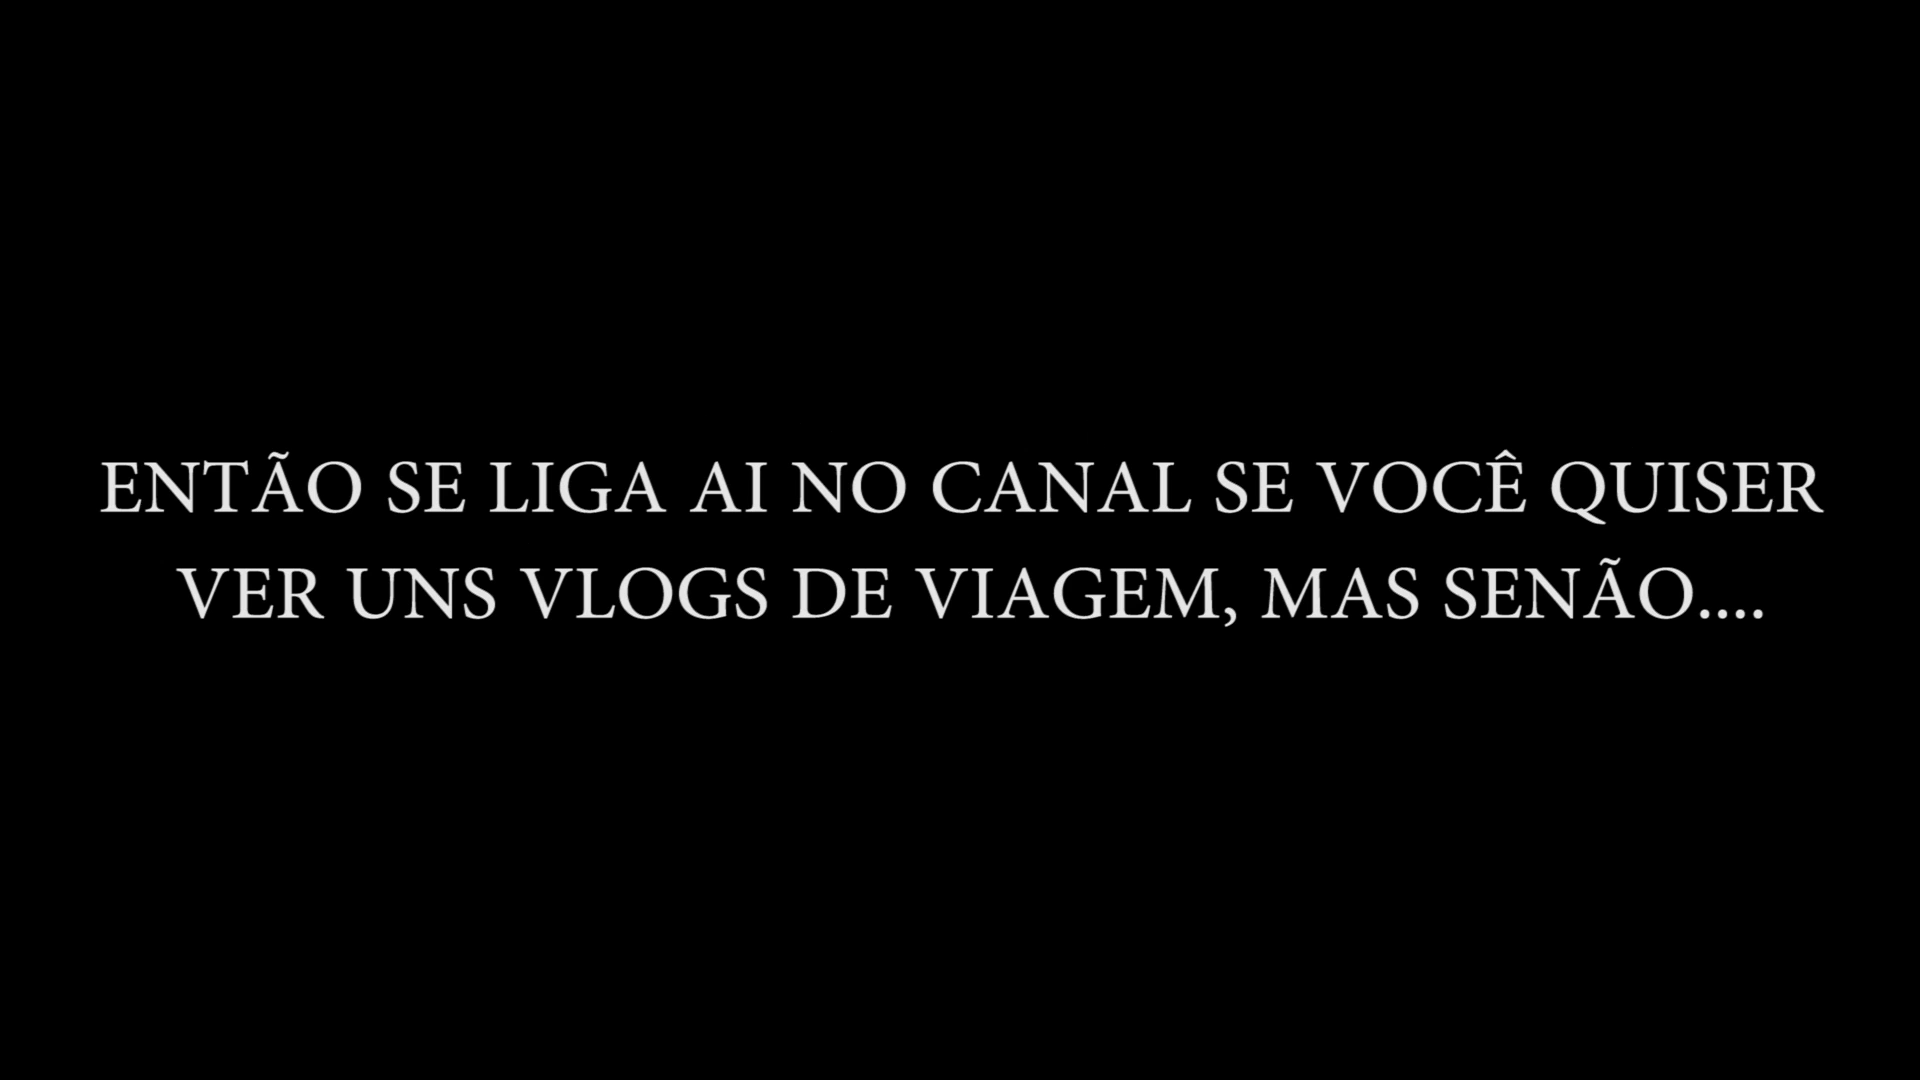 ENTÃO SE LIGA AI NO CANAL SE VOCÊ QUISER
VER UNS VLOGS DE VIAGEM, MAS SENÃO....